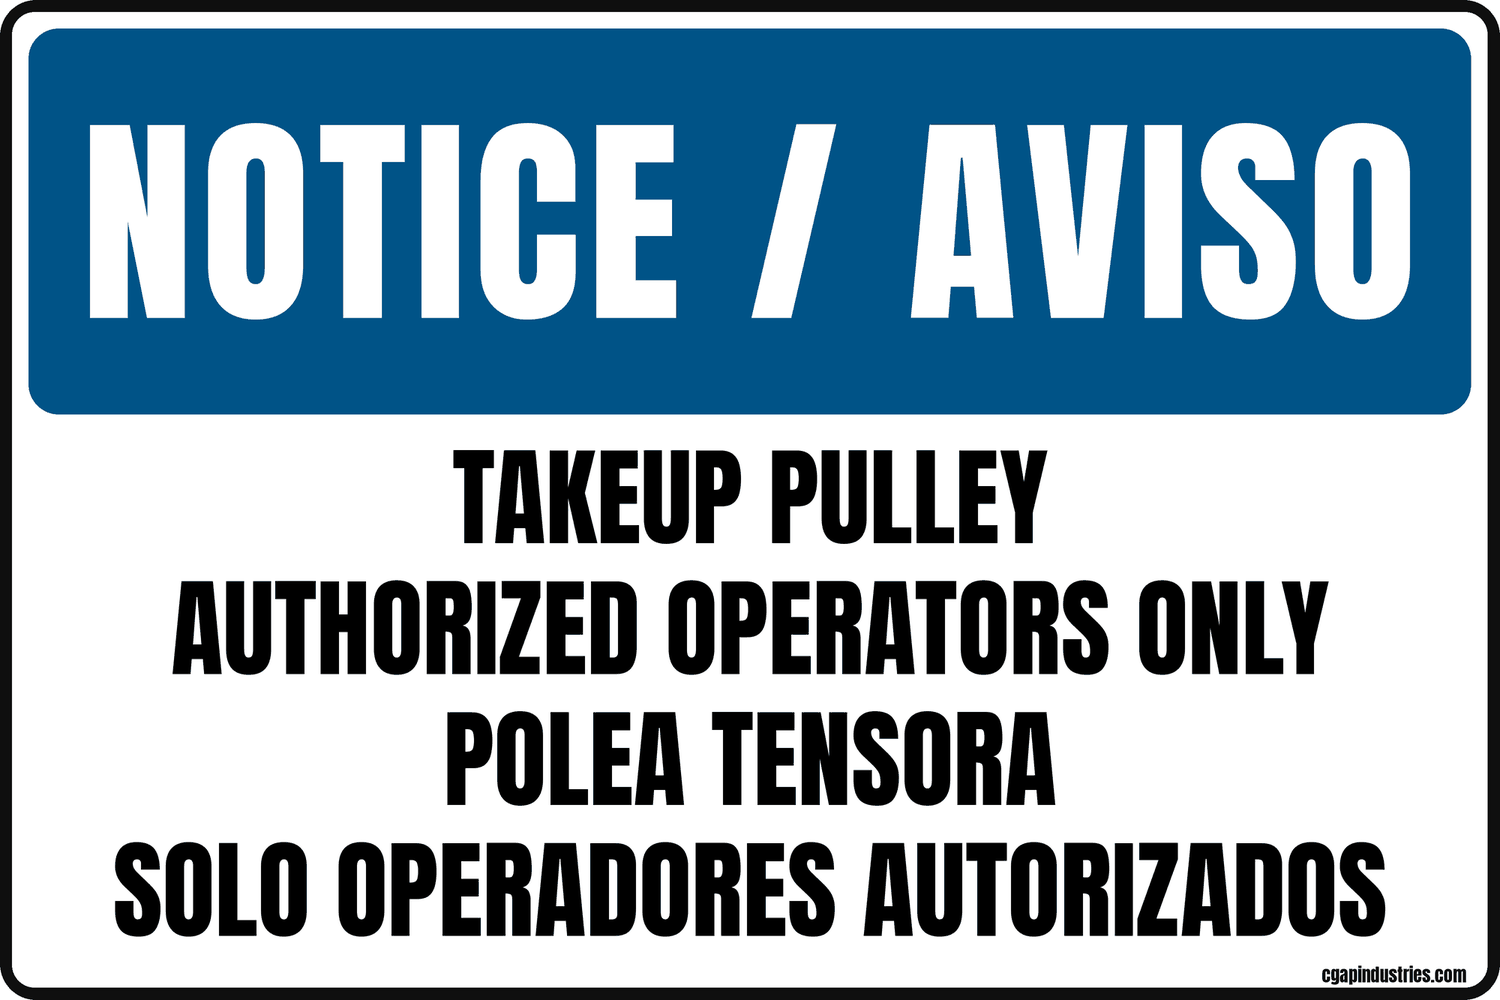 NOTICE / AVISO
TAKEUP PULLEY
AUTHORIZED OPERATORS ONLY
POLEA TENSORA
SOLO OPERADORES AUTORIZADOS
cgapindustries.com